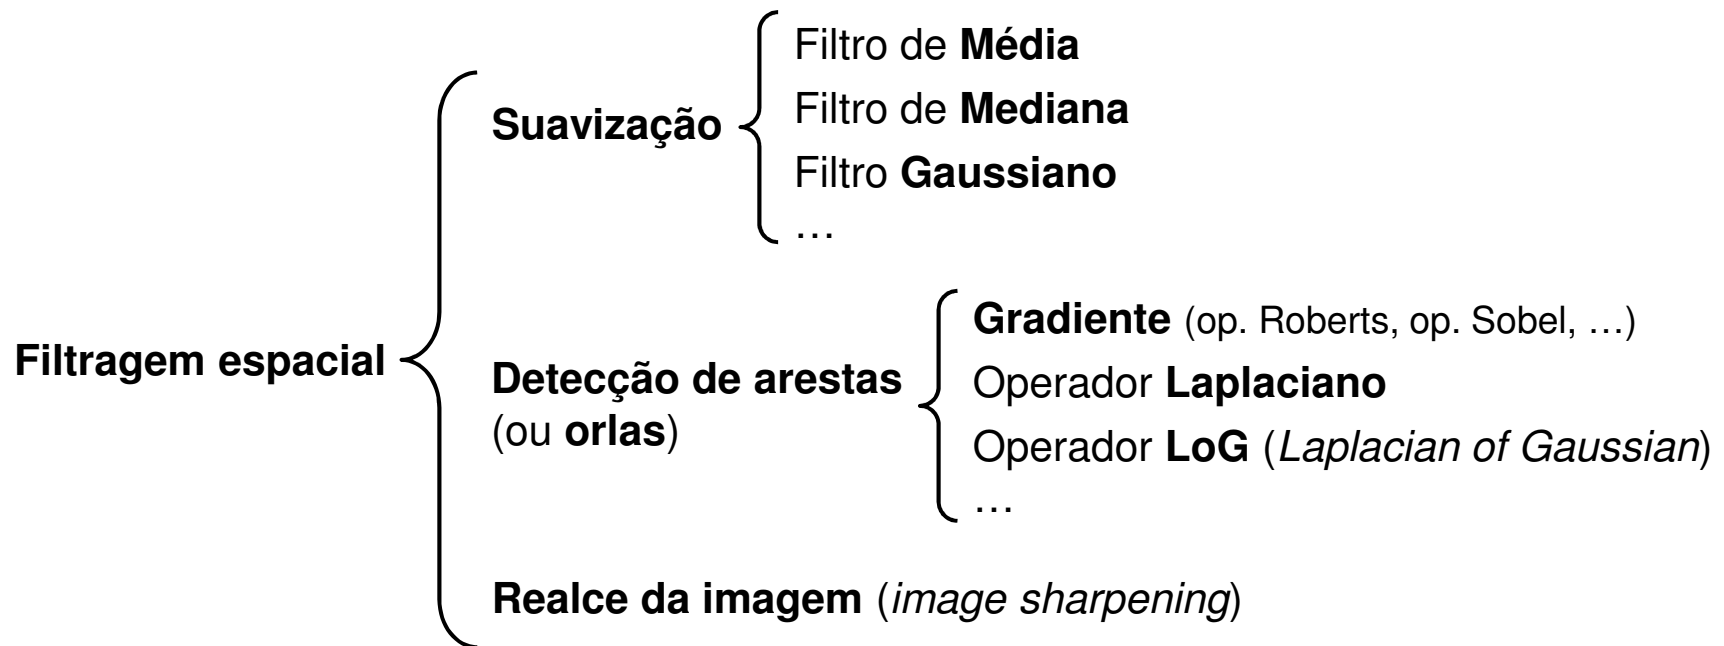 Filtragem espacial
Suavização
Filtro de Média
Filtro de Mediana
Filtro Gaussiano
…
Detecção de arestas
(ou orlas)
Gradiente (op. Roberts, op. Sobel, …)
Operador Laplaciano
Operador LoG (Laplacian of Gaussian)
…
Realce da imagem (image sharpening)